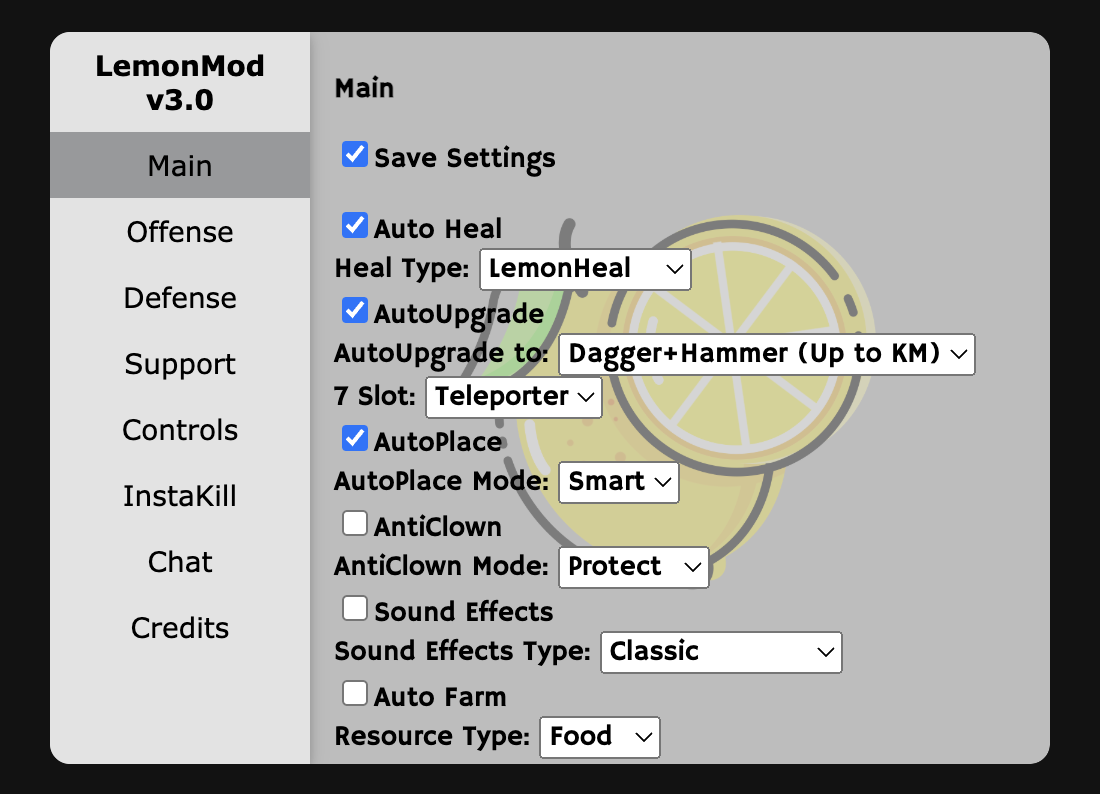 LemonMod
v3.0
Main
Offense
Defense
Support
Controls
InstaKill
Chat
Credits
Main
Save Settings
Auto Heal
Heal Type: LemonHeal
AutoUpgrade
AutoUpgrade to: Dagger+Hammer (Up to KM)
7 Slot: Teleporter
AutoPlace
AutoPlace Mode: Smart
AntiClown
AntiClown Mode: Protect
Sound Effects
Sound Effects Type: Classic
Auto Farm
Resource Type: Food